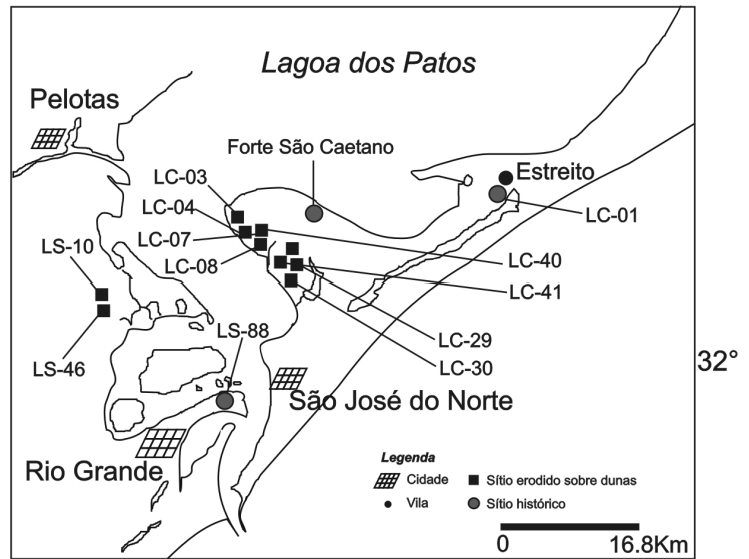 Lagoa dos Patos
Pelotas
Forte São Caetano
Estreito
LC-03
LC-04
LC-07
LC-08
LC-01
LS-10
LC-40
LC-41
LS-88
LC-29
LS-46
LC-30
32°
São José do Norte
Rio Grande
Legenda
Cidade
Sítio erodido sobre dunas
Vila
Sítio histórico
0 16.8Km